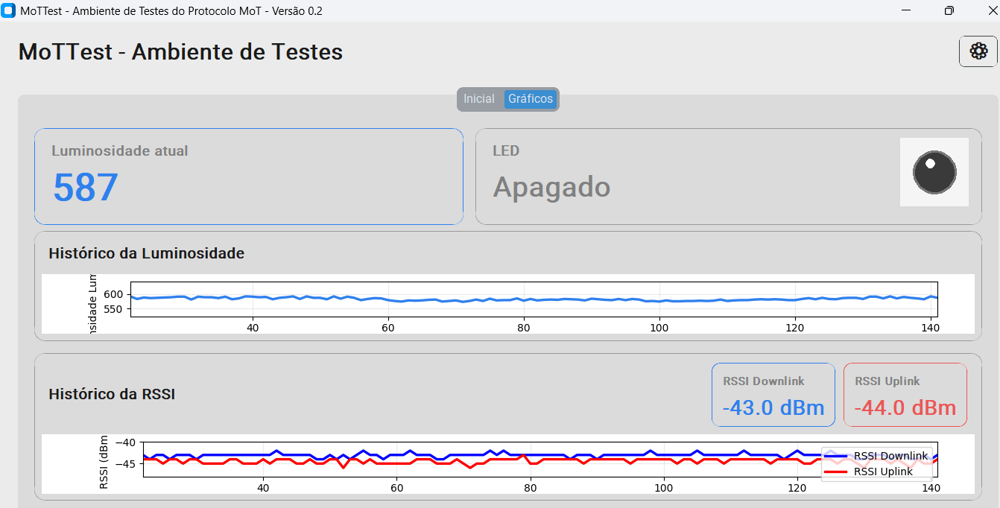 MoTTest - Ambiente de Testes do Protocolo MoT - Versão 0.2
MoTTest - Ambiente de Testes
Inicial Gráficos
Luminosidade atual
587
LED
Apagado
Histórico da Luminosidade
nsidade Lum
600
550
40 60 80 100 120 140
Histórico da RSSI
RSSI Downlink
-43.0 dBm
RSSI Uplink
-44.0 dBm
RSSI (dBm
−40
−45
RSSI Downlink
RSSI Uplink
40 60 80 100 120 140